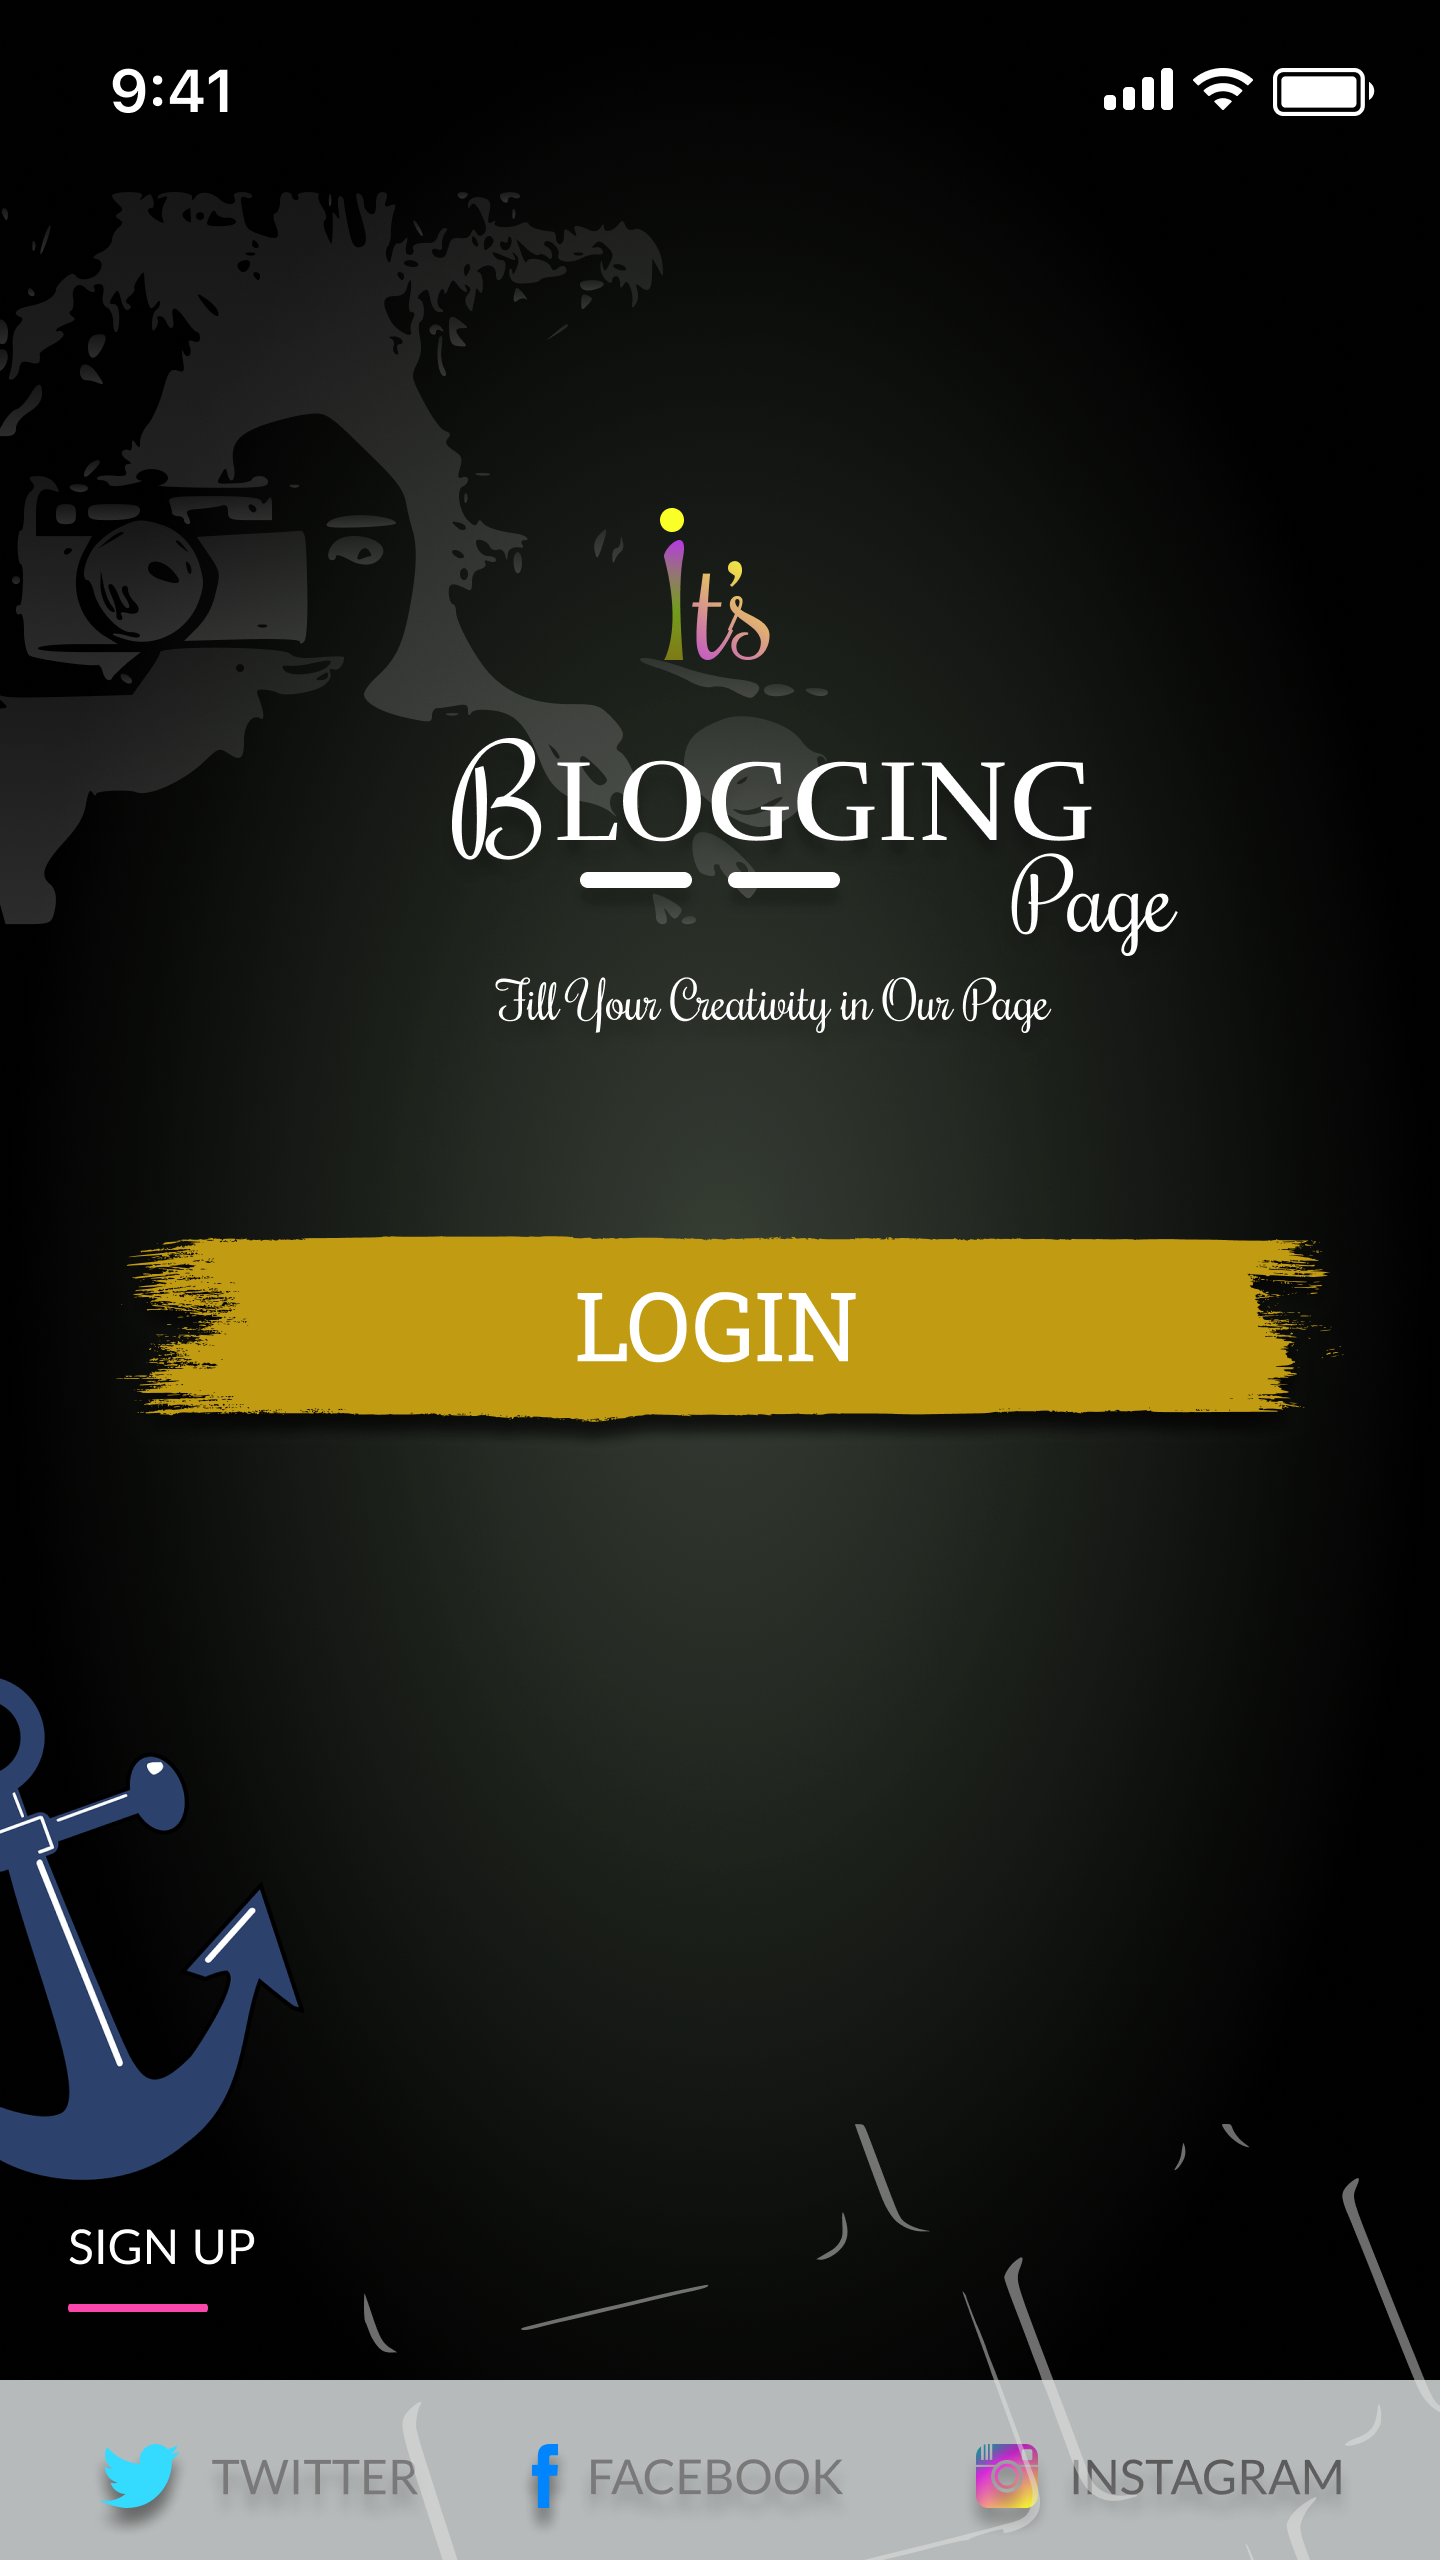 9:41
It's
BLOGGING
Page
Fill Your Creativity in Our Page
LOGIN
SIGN UP
TWITTER FACEBOOK INSTAGRAM